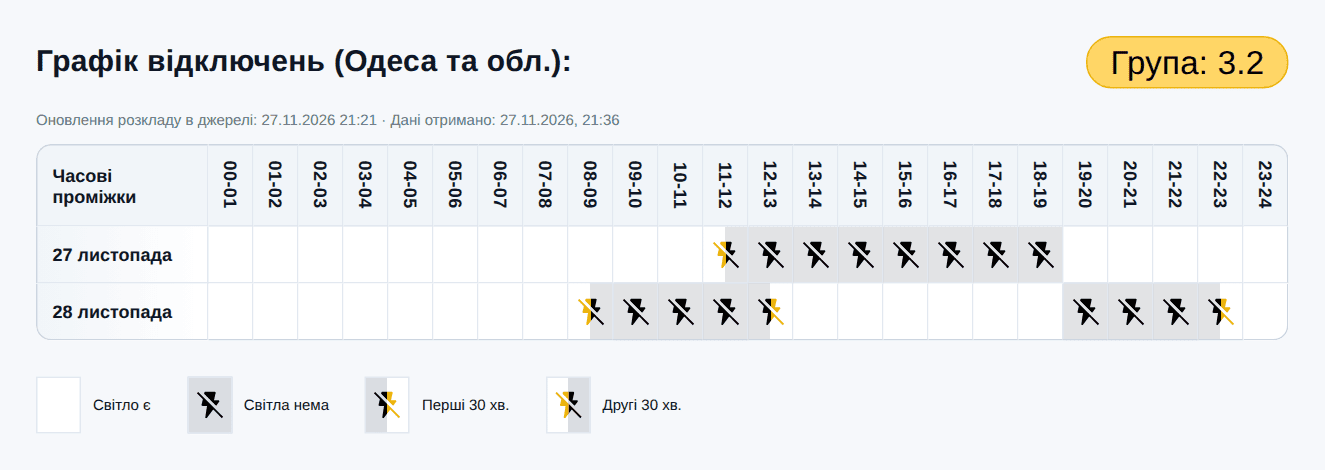 Графік відключень (Одеса та обл.):
Група: 3.2
Оновлення розкладу в джерелі: 27.11.2026 21:21 · Дані отримано: 27.11.2026, 21:36
Часові
проміжки
00-01
01-02
02-03
03-04
04-05
05-06
06-07
07-08
08-09
09-10
10-11
11-12
12-13
13-14
14-15
15-16
16-17
17-18
18-19
19-20
20-21
21-22
22-23
23-24
27 листопада
28 листопада
Світло є
Світла нема
Перші 30 хв.
Другі 30 хв.